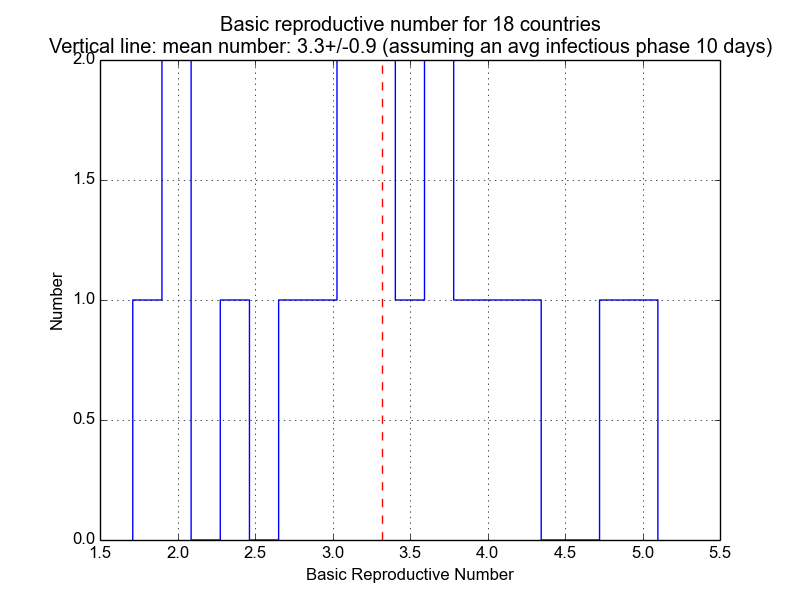 Basic reproductive number for 18 countries
Vertical line: mean number: 3.3+/-0.9 (assuming an avg infectious phase 10 days)
2.0
1.5
1.0
0.5
0.0
Number
1.5 2.0 2.5 3.0 3.5 4.0 4.5 5.0 5.5
Basic Reproductive Number